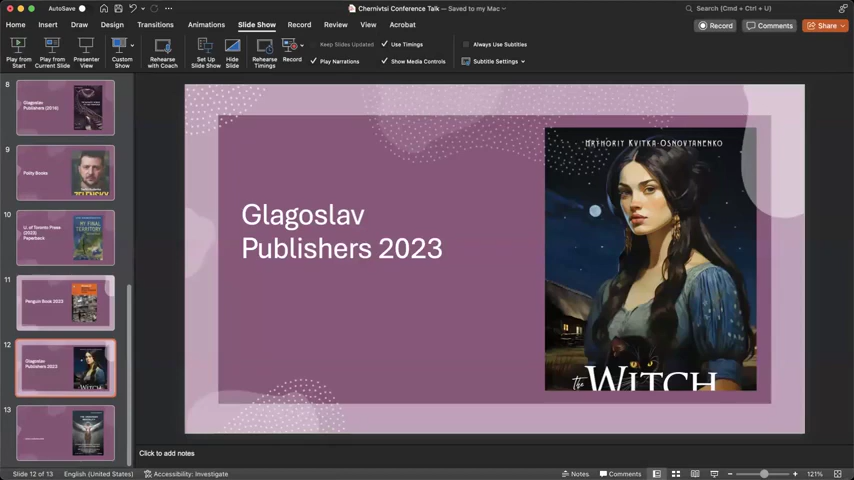 AutoSave
Chernivtsi Conference Talk — Saved to my Mac
Search (Cmd + Ctrl + U)
Home
Insert
Draw
Design
Transitions
Animations
Slide Show
Record
Review
View
Acrobat
Record
Comments
Share
Play from
Start
Play from
Current Slide
Presenter
View
Custom
Show
Rehearse
with Coach
Set Up
Slide Show
Hide
Slide
Rehearse
Timings
Record
Keep Slides Updated
Use Timings
Play Narrations
Show Media Controls
Always Use Subtitles
Subtitle Settings
8
Glagoslav
Publishers (2016)
9
Polity Books
ZELENSKY
10
U. of Toronto Press
(2023)
Paperback
MY FINAL
TERRITORY
11
Penguin Book 2023
12
Glagoslav
Publishers 2023
13
Glagoslav
Publishers 2023
HRYHORII KVITKA-OSNOVYANENKO
The WITCH
Click to add notes
Slide 12 of 13
English (United States)
Accessibility: Investigate
Notes
Comments
121%